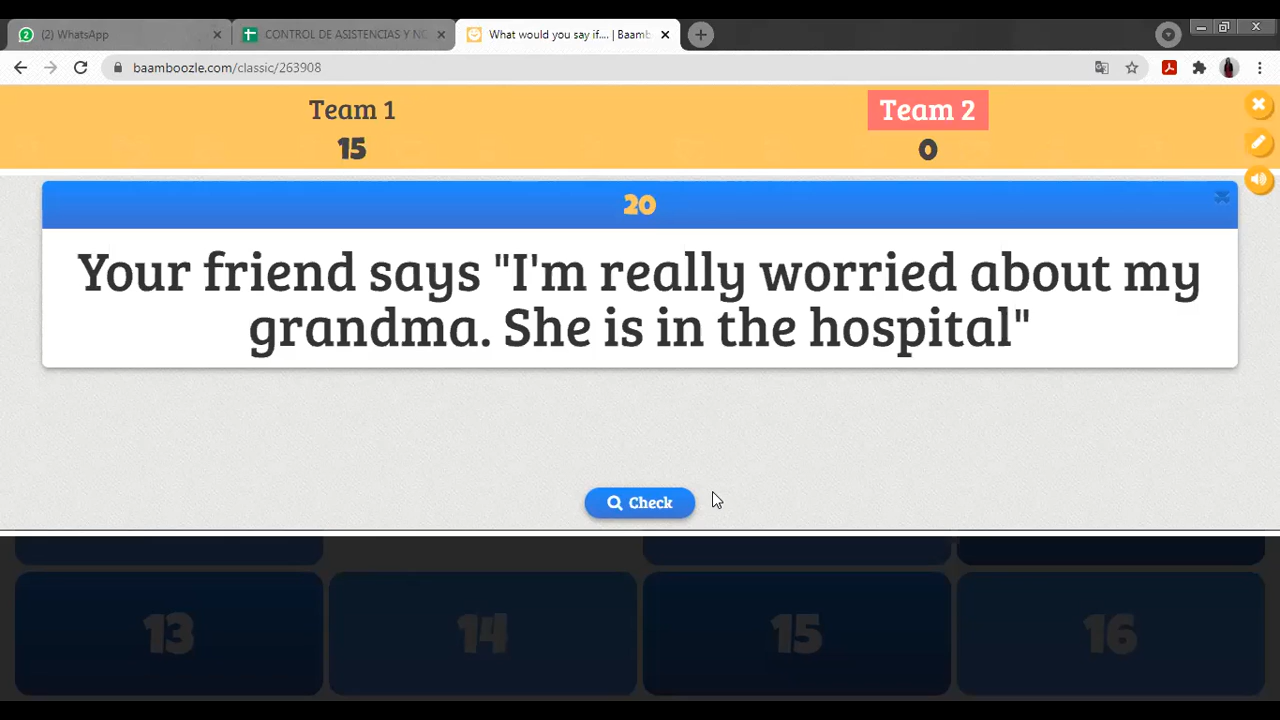 (2) WhatsApp
CONTROL DE ASISTENCIAS Y NO
What would you say if.... | Baamb
baamboozle.com/classic/263908
Team 1
Team 2
15
0
20
Your friend says "I'm really worried about my
grandma. She is in the hospital"
Check
13
14
15
16